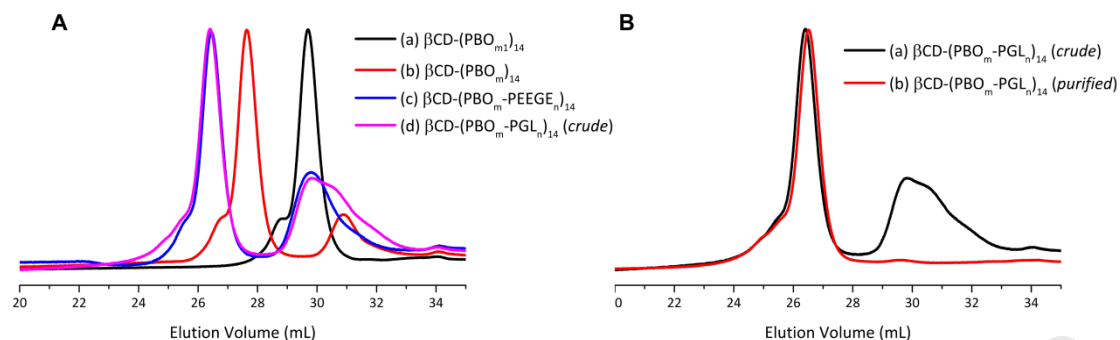 A
(a) βCD-(PBOₘ₁)₁₄
(b) βCD-(PBOₘ)₁₄
(c) βCD-(PBOₘ-PEEGEₙ)₁₄
(d) βCD-(PBOₘ-PGLₙ)₁₄ (crude)
20 22 24 26 28 30 32 34
Elution Volume (mL)
B
(a) βCD-(PBOₘ-PGLₙ)₁₄ (crude)
(b) βCD-(PBOₘ-PGLₙ)₁₄ (purified)
0 22 24 26 28 30 32 34
Elution Volume (mL)